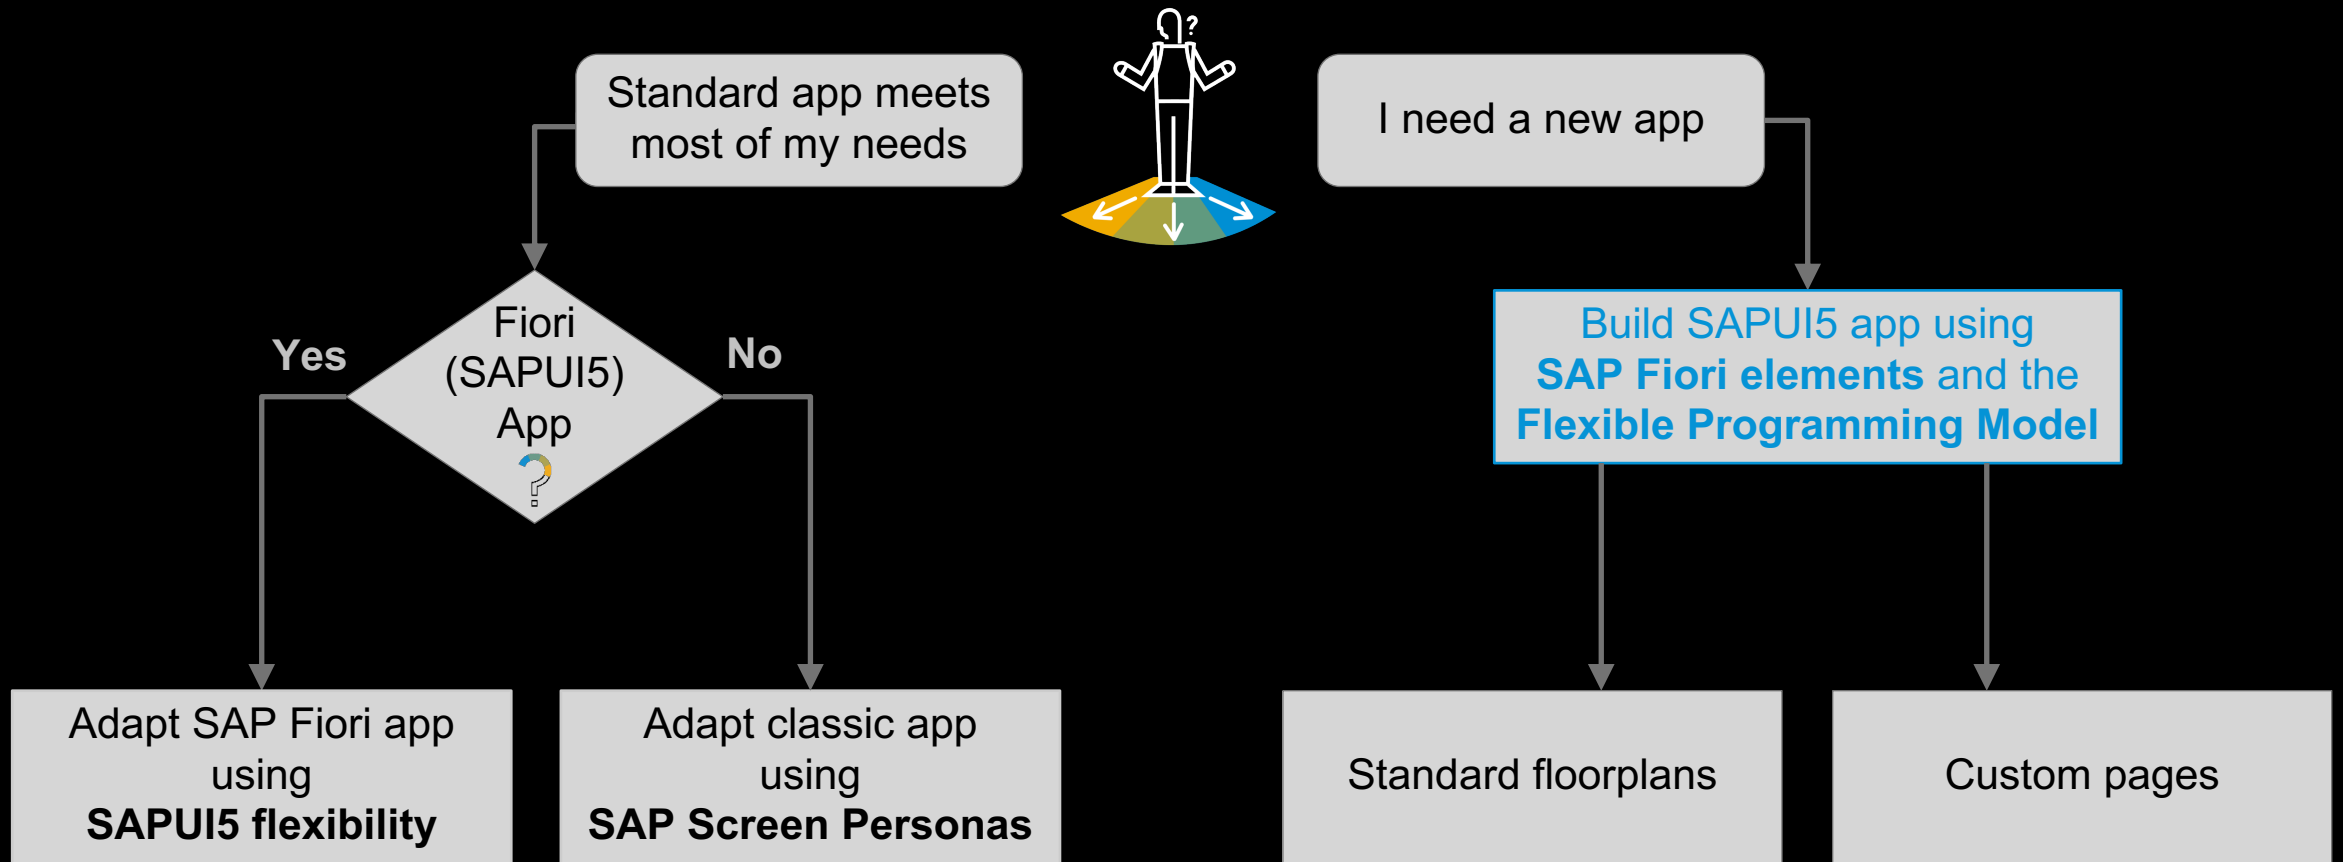 Standard app meets
most of my needs
?
I need a new app
Fiori
(SAPUI5)
App
?
Yes
No
Build SAPUI5 app using
SAP Fiori elements and the
Flexible Programming Model
Adapt SAP Fiori app
using
SAPUI5 flexibility
Adapt classic app
using
SAP Screen Personas
Standard floorplans
Custom pages